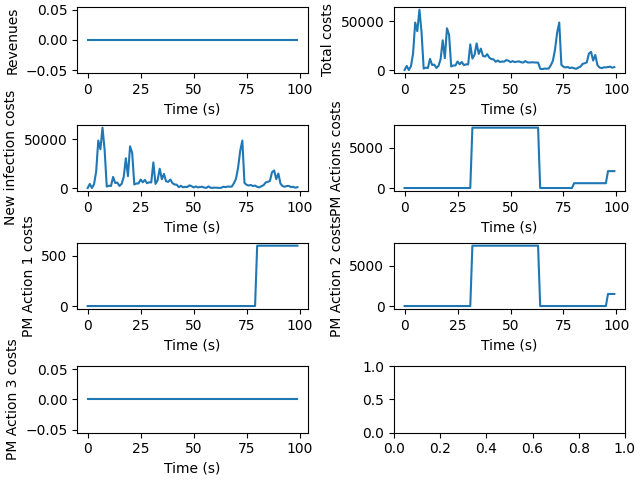 Revenues
0.05
0.00
−0.05
0 25 50 75 100
Time (s)
Total costs
50000
0
0 25 50 75 100
Time (s)
New infection costs
50000
0
0 25 50 75 100
Time (s)
PM Actions costs
5000
0
0 25 50 75 100
Time (s)
PM Action 1 costs
500
0
0 25 50 75 100
Time (s)
PM Action 2 costs
5000
0
0 25 50 75 100
Time (s)
PM Action 3 costs
0.05
0.00
−0.05
0 25 50 75 100
Time (s)
1.0
0.5
0.0
0.0 0.2 0.4 0.6 0.8 1.0